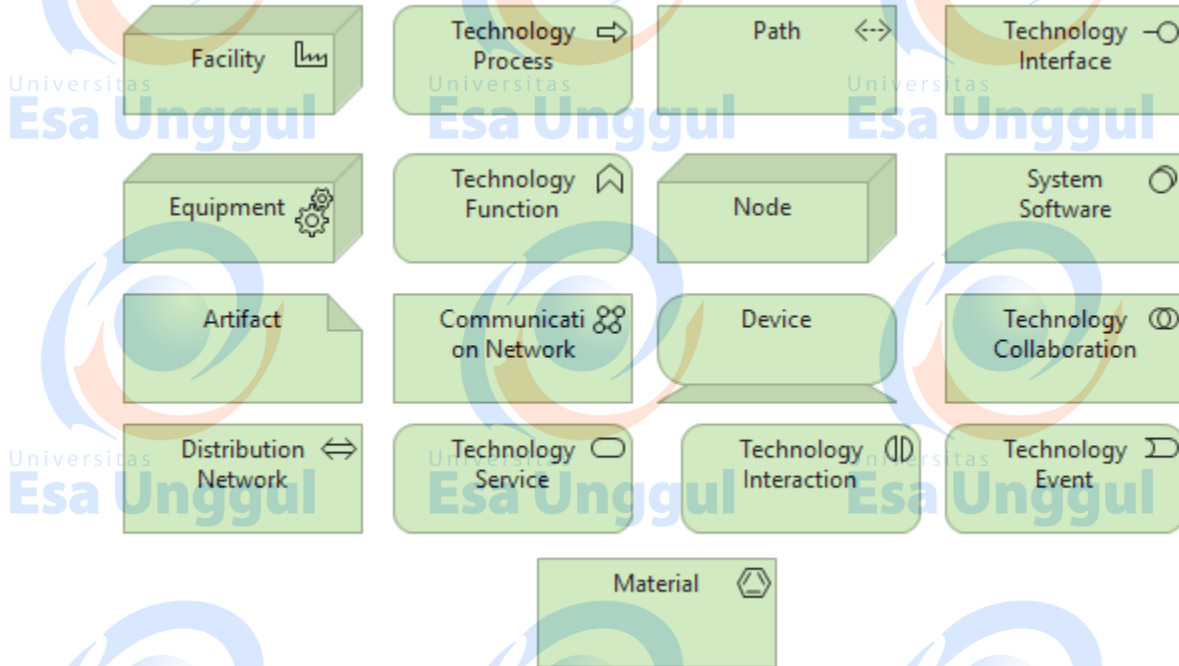 Facility
Technology
Process
Path
Technology
Interface
Universitas
Esa Unggul
Universitas
Esa Unggul
Universitas
Esa Unggul
Equipment
Technology
Function
Node
System
Software
Artifact
Communicati
on Network
Device
Technology
Collaboration
Distribution
Network
Technology
Service
Technology
Interaction
Technology
Event
Universitas
Esa Unggul
Universitas
Esa Unggul
Universitas
Esa Unggul
Material